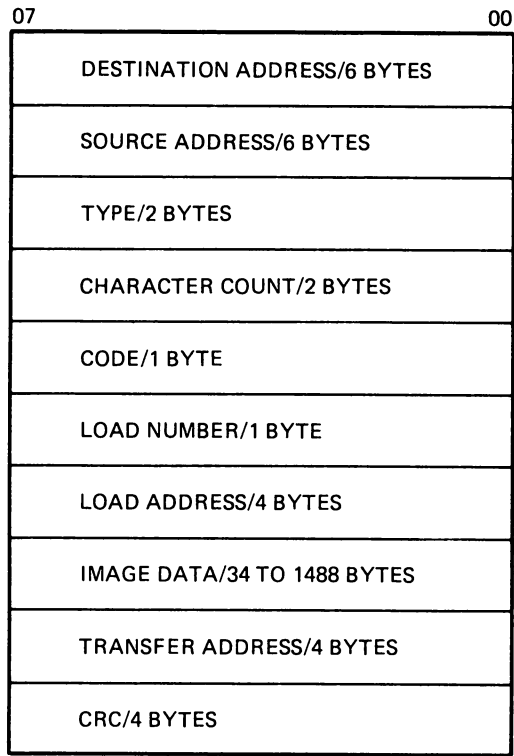 07 00
DESTINATION ADDRESS/6 BYTES
SOURCE ADDRESS/6 BYTES
TYPE/2 BYTES
CHARACTER COUNT/2 BYTES
CODE/1 BYTE
LOAD NUMBER/1 BYTE
LOAD ADDRESS/4 BYTES
IMAGE DATA/34 TO 1488 BYTES
TRANSFER ADDRESS/4 BYTES
CRC/4 BYTES